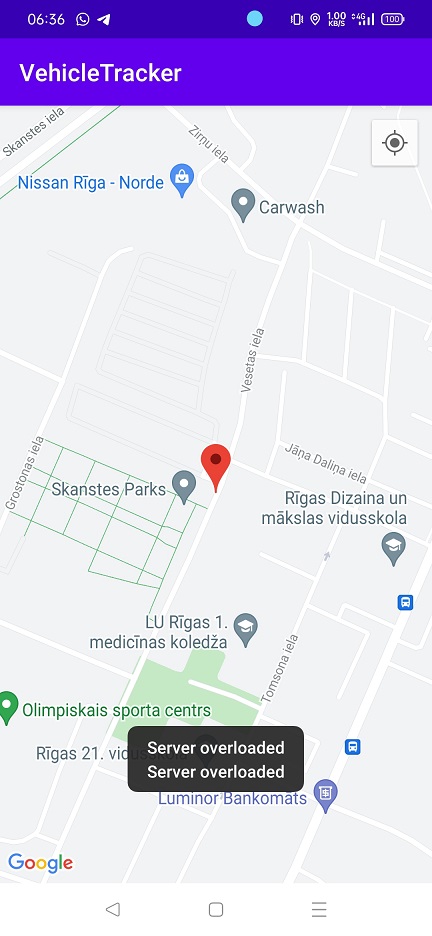 06:36
1.00
KB/S
4G
100
VehicleTracker
Skanstes iela
Zirņu iela
Nissan Rīga - Norde
Carwash
Vesetas iela
Grostonas iela
Jāņa Daliņa iela
Skanstes Parks
Rīgas Dizaina un
mākslas vidusskola
LU Rīgas 1.
medicīnas koledža
Tomsona iela
Olimpiskais sporta centrs
Rīgas 21. vidusskola
Server overloaded
Server overloaded
Luminor Bankomāts
Google